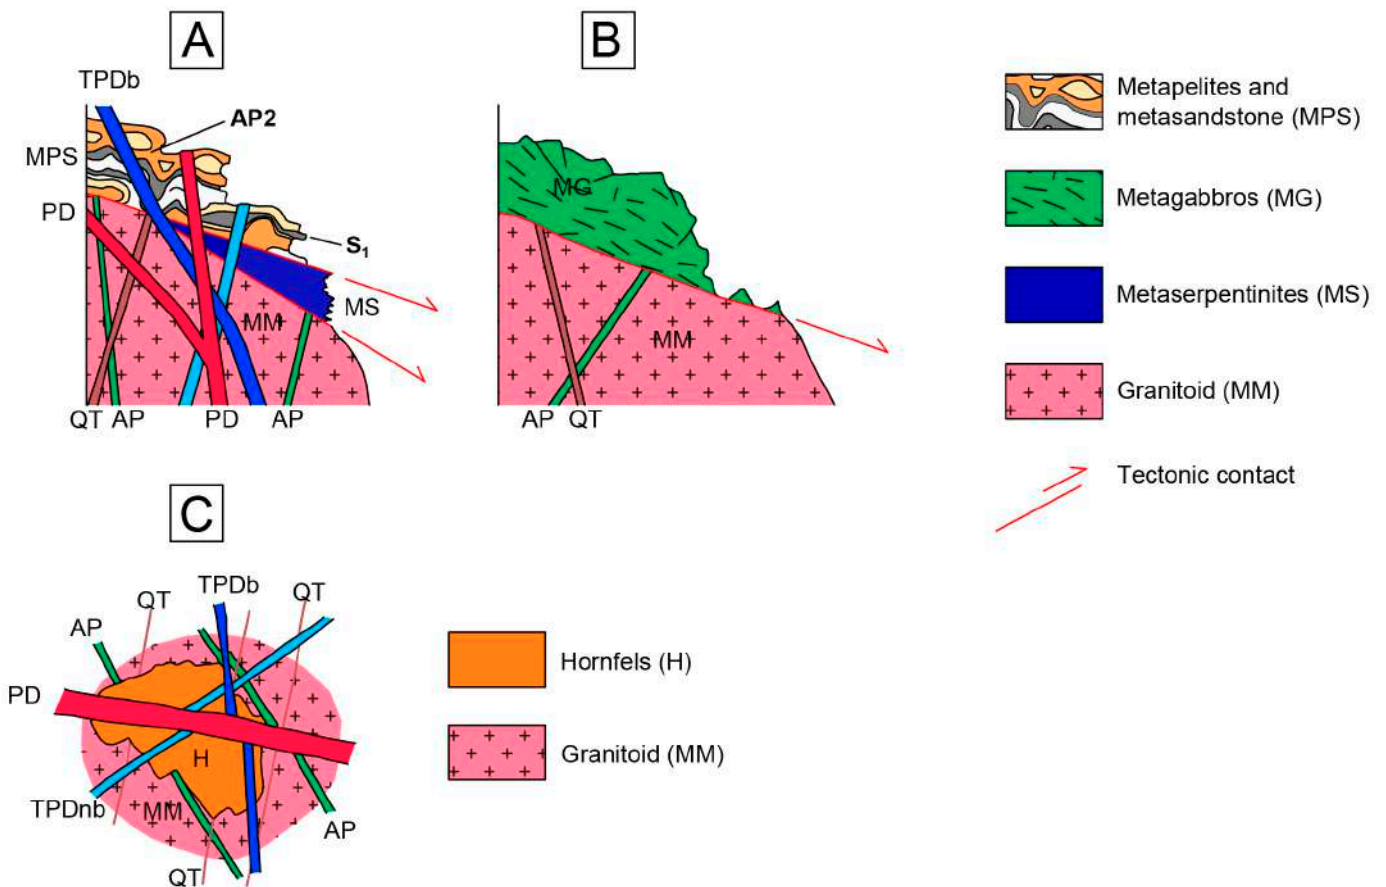 A
B
TPDb
AP2
MPS
PD
S1
MS
MM
QT AP PD AP
MG
MM
AP QT
Metapelites and
metasandstone (MPS)
Metagabbros (MG)
Metaserpentinites (MS)
Granitoid (MM)
Tectonic contact
C
TPDb
QT
QT
AP
PD
H
TPDnb
MM
AP
QT
Hornfels (H)
Granitoid (MM)